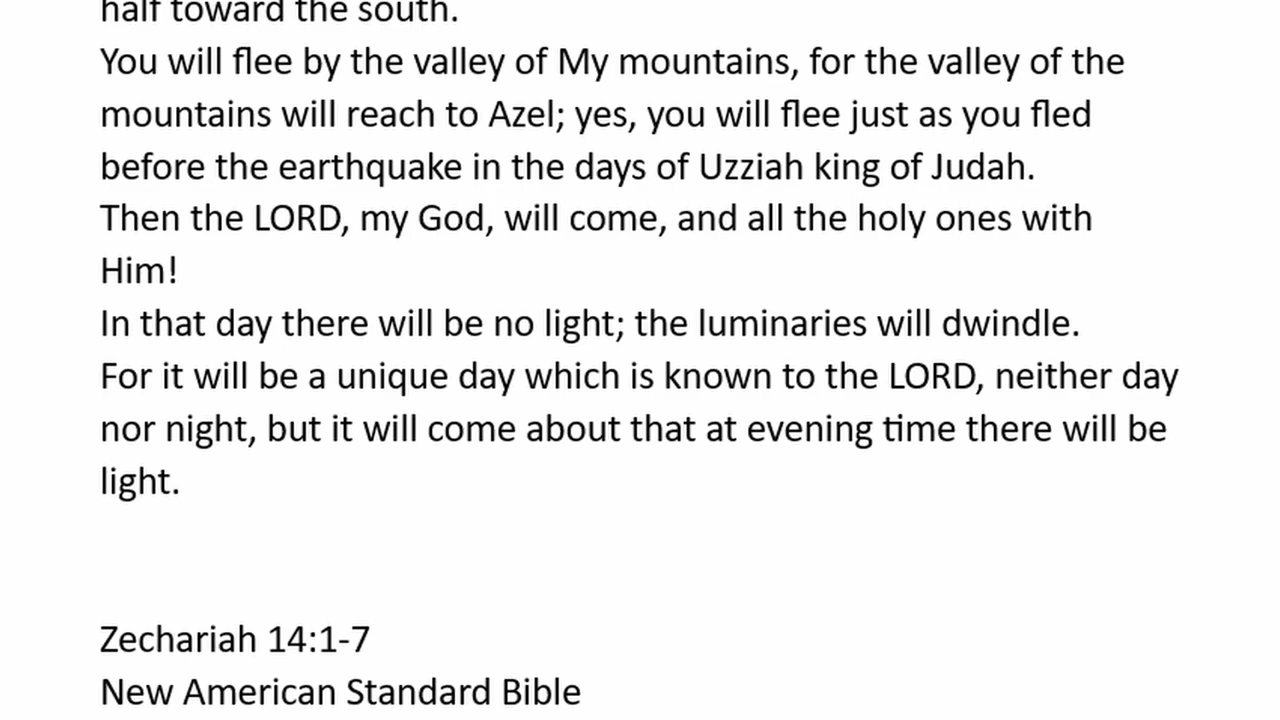 half toward the south.
You will flee by the valley of My mountains, for the valley of the
mountains will reach to Azel; yes, you will flee just as you fled
before the earthquake in the days of Uzziah king of Judah.
Then the LORD, my God, will come, and all the holy ones with
Him!
In that day there will be no light; the luminaries will dwindle.
For it will be a unique day which is known to the LORD, neither day
nor night, but it will come about that at evening time there will be
light.
Zechariah 14:1-7
New American Standard Bible